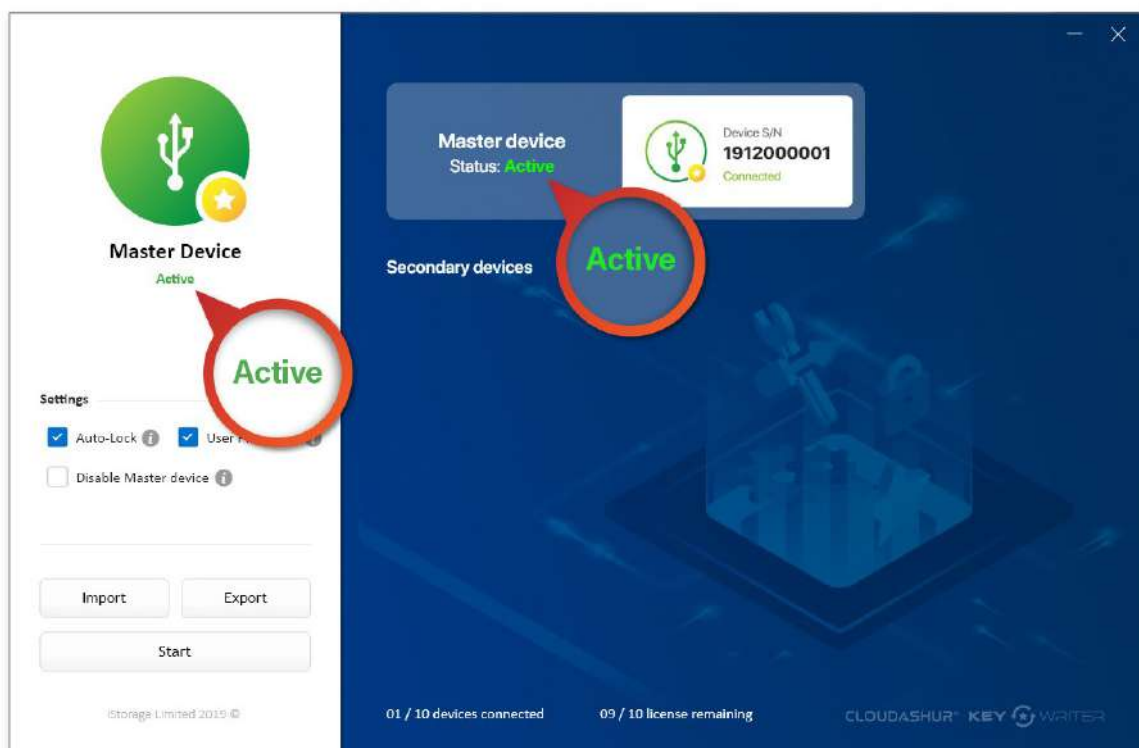 Master Device
Active
Active
Settings
Auto-Lock
User
Disable Master device
Import
Export
Start
iStorage Limited 2019 ©
Master device
Status: Active
Device S/N
1912000001
Connected
Active
Secondary devices
01 / 10 devices connected
09 / 10 license remaining
CLOUDASHUR™ KEY WRITER